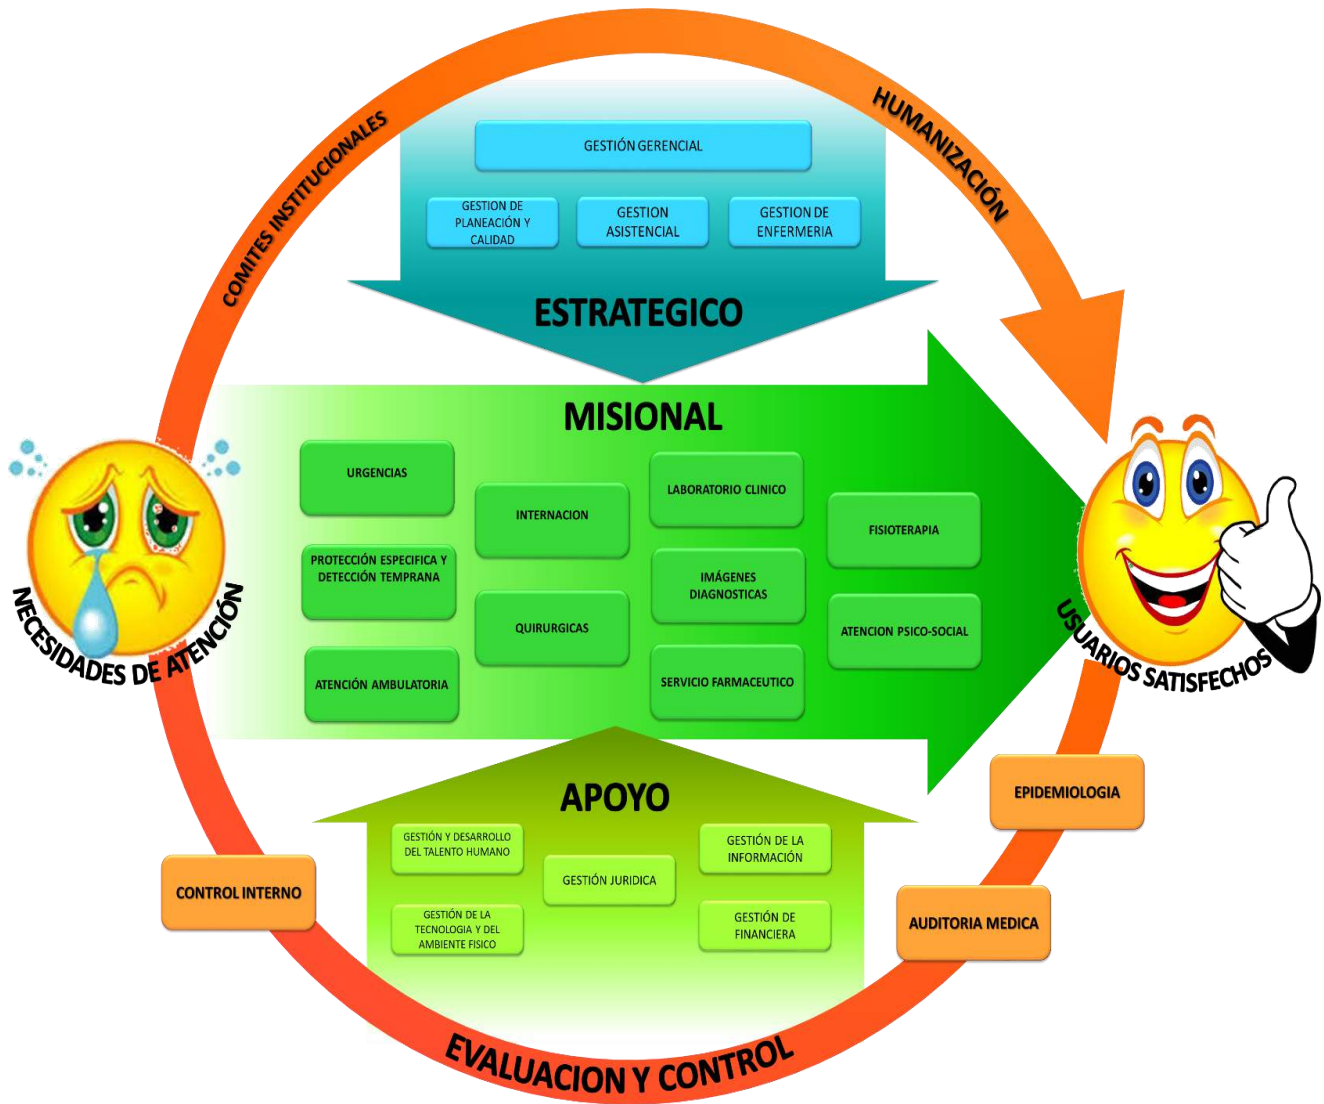 COMITES INSTITUCIONALES
HUMANIZACIÓN
GESTIÓN GERENCIAL
GESTION DE
PLANEACIÓN Y
CALIDAD
GESTION
ASISTENCIAL
GESTION DE
ENFERMERIA
ESTRATEGICO
MISIONAL
URGENCIAS
PROTECCIÓN ESPECIFICA Y
DETECCIÓN TEMPRANA
ATENCIÓN AMBULATORIA
INTERNACION
QUIRURGICAS
LABORATORIO CLINICO
IMÁGENES
DIAGNOSTICAS
SERVICIO FARMACEUTICO
FISIOTERAPIA
ATENCION PSICO-SOCIAL
NECESIDADES DE ATENCIÓN
USUARIOS SATISFECHOS
APOYO
GESTIÓN Y DESARROLLO
DEL TALENTO HUMANO
GESTIÓN DE LA
TECNOLOGIA Y DEL
AMBIENTE FISICO
GESTIÓN JURIDICA
GESTIÓN DE LA
INFORMACIÓN
GESTIÓN DE
FINANCIERA
CONTROL INTERNO
EPIDEMIOLOGIA
AUDITORIA MEDICA
EVALUACION Y CONTROL